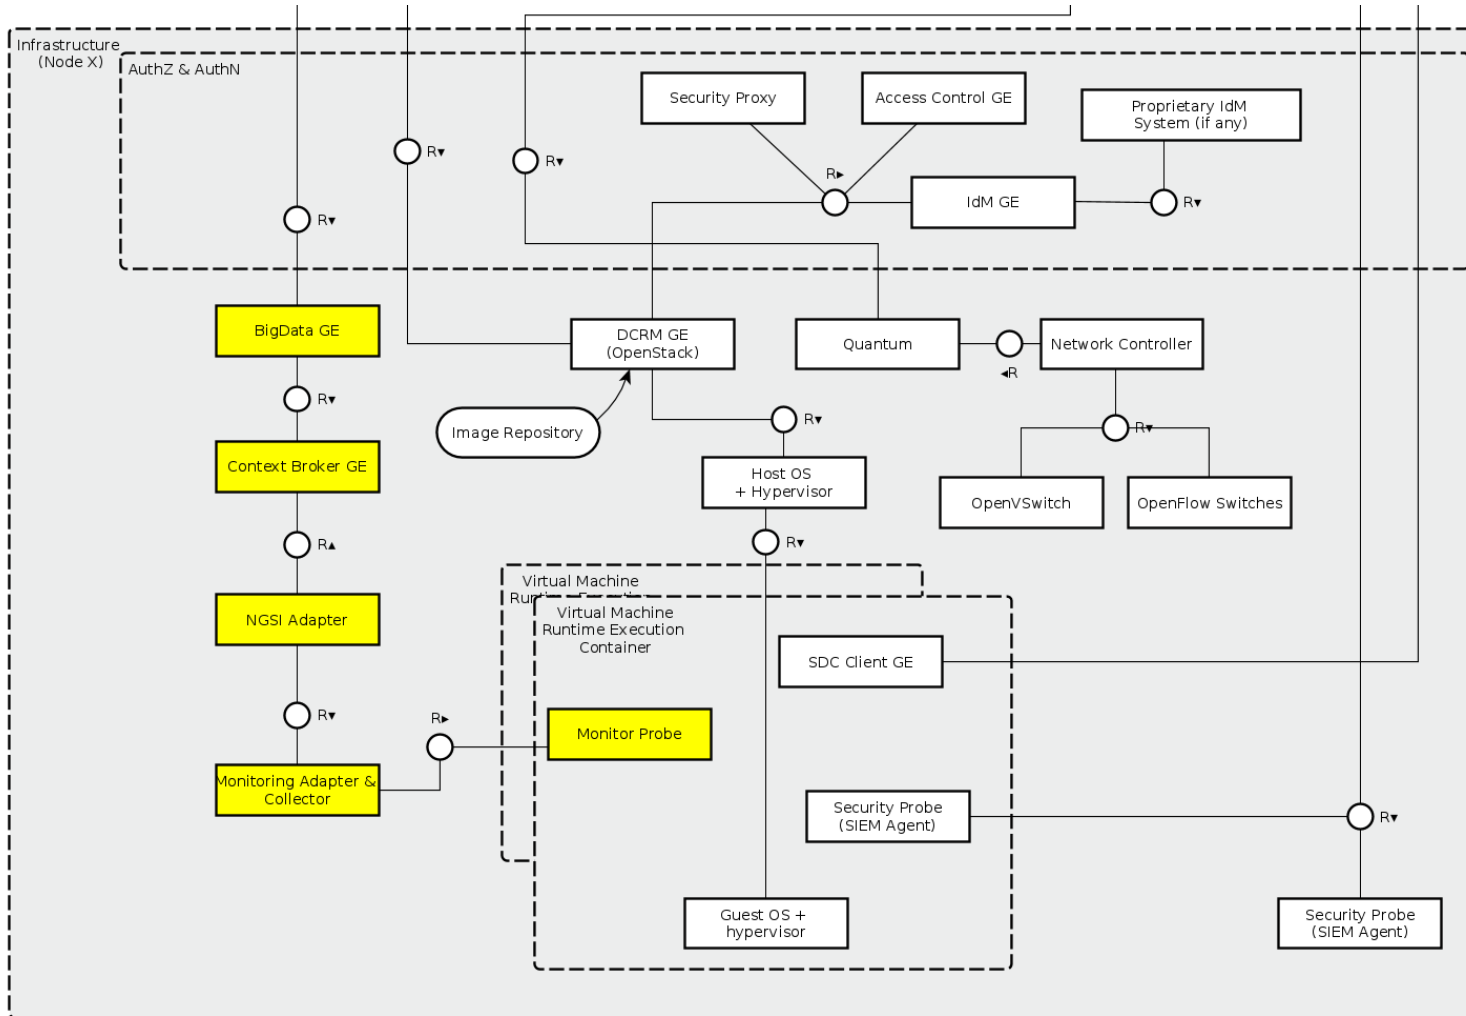 Infrastructure
(Node X)
AuthZ & AuthN
Security Proxy
Access Control GE
Proprietary IdM
System (if any)
R▾
R▾
R▸
IdM GE
R▾
R▾
BigData GE
DCRM GE
(OpenStack)
Quantum
◂R
Network Controller
R▾
Image Repository
R▾
R▾
Context Broker GE
Host OS
+ Hypervisor
OpenVSwitch
OpenFlow Switches
R▴
R▾
Virtual Machine
Runtime Execution
Virtual Machine
Runtime Execution
Container
NGSI Adapter
SDC Client GE
R▾
R▸
Monitor Probe
Monitoring Adapter &
Collector
Security Probe
(SIEM Agent)
R▾
Guest OS +
hypervisor
Security Probe
(SIEM Agent)